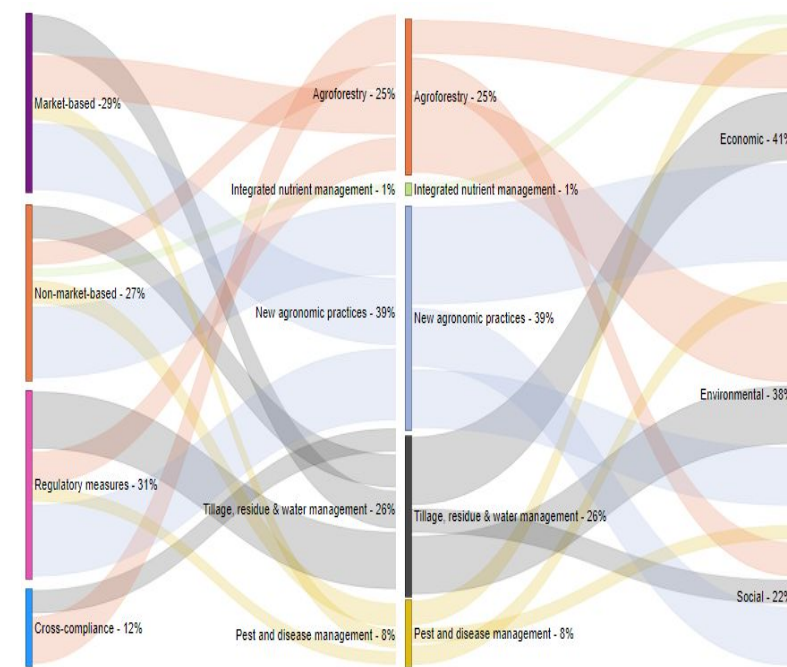 Market-based -29%
Non-market-based - 27%
Regulatory measures - 31%
Cross-compliance - 12%
Agroforestry - 25%
Integrated nutrient management - 1%
New agronomic practices - 39%
Tillage, residue & water management - 26%
Pest and disease management - 8%
Agroforestry - 25%
Integrated nutrient management - 1%
New agronomic practices - 39%
Tillage, residue & water management - 26%
Pest and disease management - 8%
Economic - 41%
Environmental - 38%
Social - 22%